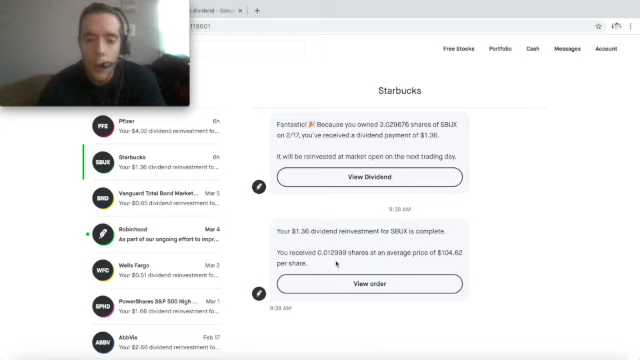 .dividend - Goog
118601
Free Stocks Portfolio Cash Messages Account
Starbucks
PFE Pfizer 6h
Your $4.02 dividend reinvestment fo...
SBUX Starbucks 6h
Your $1.36 dividend reinvestment fo...
BND Vanguard Total Bond Market... Mar 5
Your $0.65 dividend reinvestment fo...
Robinhood Mar 4
As part of our ongoing effort to impr...
WFC Wells Fargo Mar 2
Your $0.51 dividend reinvestment fo...
SPHD PowerShares S&P 500 High ... Mar 1
Your $1.66 dividend reinvestment fo...
ABBV AbbVie Feb 17
Your $2.66 dividend reinvestment fo...
Fantastic! 🎉 Because you owned 3.029676 shares of SBUX
on 2/17, you've received a dividend payment of $1.36.
It will be reinvested at market open on the next trading day.
View Dividend
9:38 AM
Your $1.36 dividend reinvestment for SBUX is complete.
You received 0.012999 shares at an average price of $104.62
per share.
View order
9:38 AM